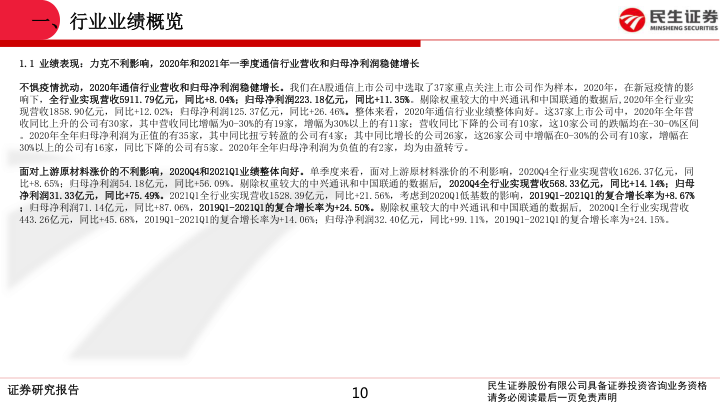 一、行业业绩概览
民生证券
MINSHENG SECURITIES
1.1 业绩表现：力克不利影响，2020年和2021年一季度通信行业营收和归母净利润稳健增长
不惧疫情扰动，2020年通信行业营收和归母净利润稳健增长。我们在A股通信上市公司中选取了37家重点关注上市公司作为样本，2020年，在新冠疫情的影
响下，全行业实现营收5911.79亿元，同比+8.04%；归母净利润223.18亿元，同比+11.35%。剔除权重较大的中兴通讯和中国联通的数据后,2020年全行业实
现营收1858.90亿元，同比+12.02%；归母净利润125.37亿元，同比+26.46%。整体来看，2020年通信行业业绩整体向好。这37家上市公司中，2020年全年营
收同比上升的公司有30家，其中营收同比增幅为0-30%的有19家，增幅为30%以上的有11家；营收同比下降的公司有10家，这10家公司的跌幅均在-30-0%区间
。2020年全年归母净利润为正值的有35家，其中同比扭亏转盈的公司有4家；其中同比增长的公司26家，这26家公司中增幅在0-30%的公司有10家，增幅在
30%以上的公司有16家，同比下降的公司有5家。2020年全年归母净利润为负值的有2家，均为由盈转亏。
面对上游原材料涨价的不利影响，2020Q4和2021Q1业绩整体向好。单季度来看，面对上游原材料涨价的不利影响，2020Q4全行业实现营收1626.37亿元，同
比+8.65%；归母净利润54.18亿元，同比+56.09%。剔除权重较大的中兴通讯和中国联通的数据后，2020Q4全行业实现营收568.33亿元，同比+14.14%；归母
净利润31.33亿元，同比+75.49%。2021Q1全行业实现营收1528.39亿元，同比+21.56%，考虑到2020Q1低基数的影响，2019Q1-2021Q1的复合增长率为+8.67%
；归母净利润71.14亿元，同比+87.06%，2019Q1-2021Q1的复合增长率为+24.50%。剔除权重较大的中兴通讯和中国联通的数据后，2020Q1全行业实现营收
443.26亿元，同比+45.68%，2019Q1-2021Q1的复合增长率为+14.06%；归母净利润32.40亿元，同比+99.11%，2019Q1-2021Q1的复合增长率为+24.15%。
证券研究报告
10
民生证券股份有限公司具备证券投资咨询业务资格
请务必阅读最后一页免责声明